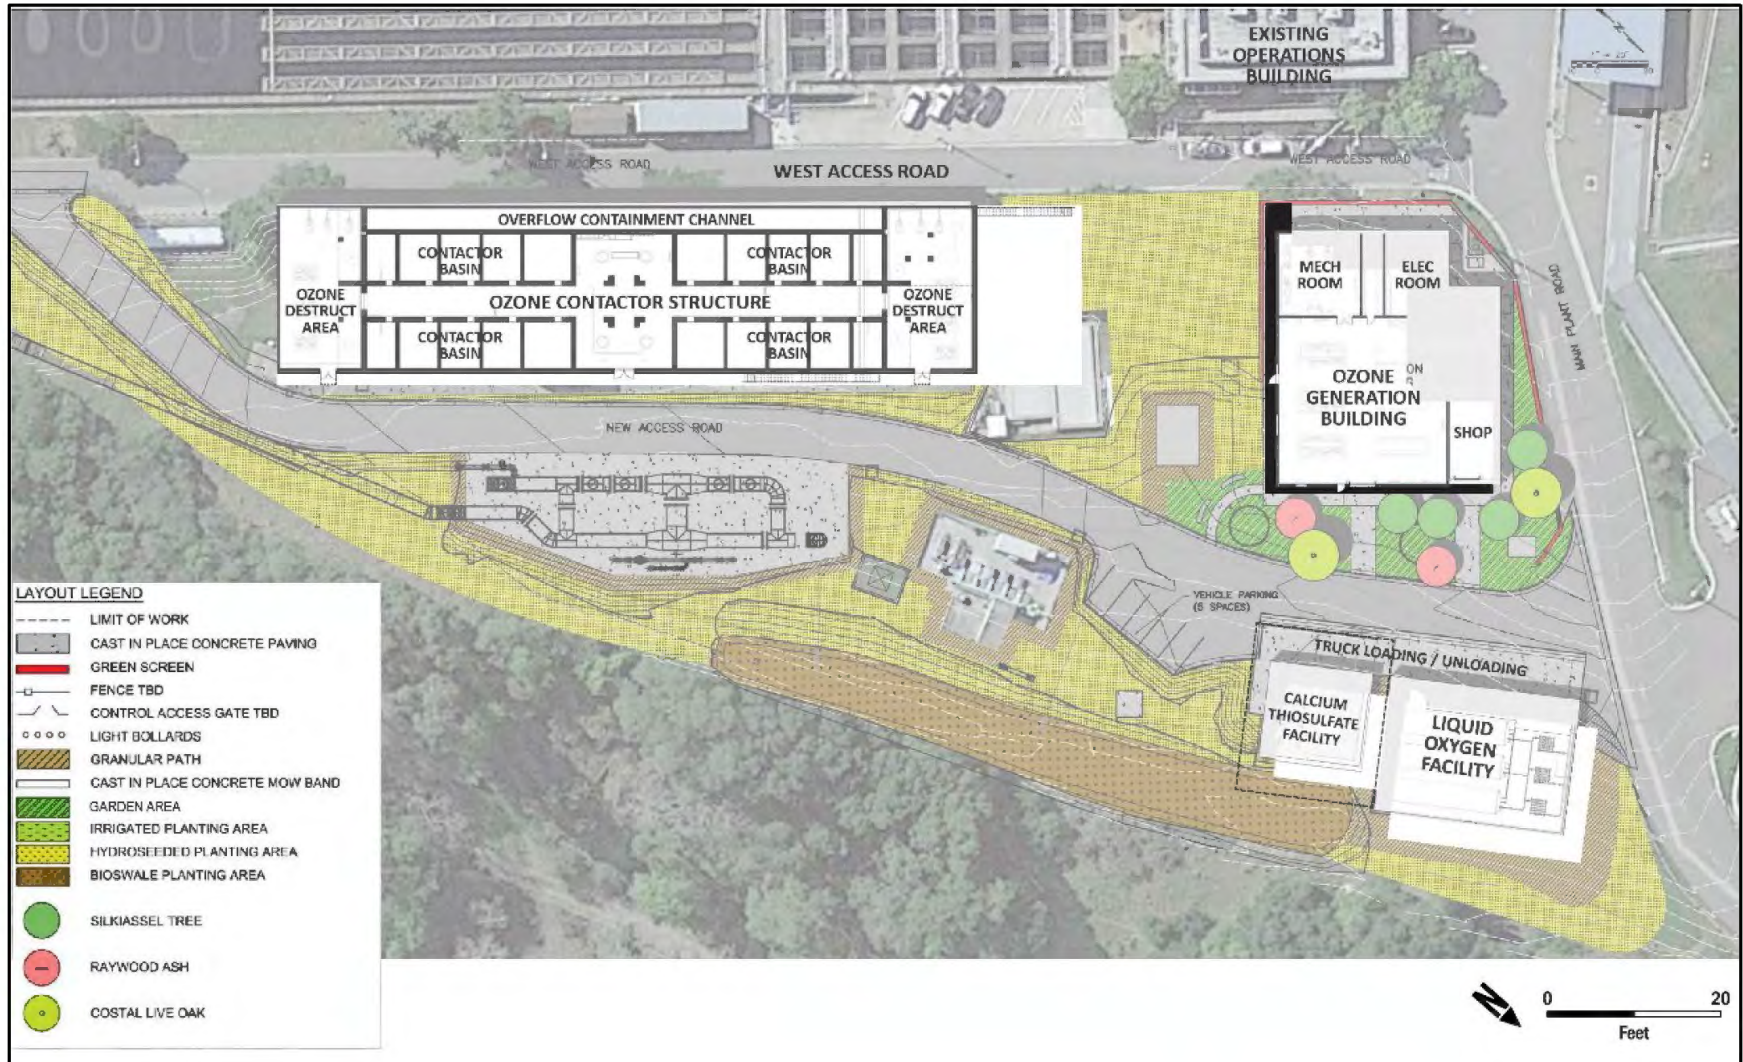 EXISTING
OPERATIONS
BUILDING
WEST ACCESS ROAD
WEST ACCESS ROAD
WEST ACCESS ROAD
OVERFLOW CONTAINMENT CHANNEL
CONTACTOR
BASIN
CONTACTOR
BASIN
OZONE
DESTRUCT
AREA
OZONE CONTACTOR STRUCTURE
OZONE
DESTRUCT
AREA
CONTACTOR
BASIN
CONTACTOR
BASIN
MECH
ROOM
ELEC
ROOM
MAIN PLANT ROAD
OZONE
GENERATION
BUILDING
ON
SHOP
NEW ACCESS ROAD
VEHICLE PARKING
(5 SPACES)
TRUCK LOADING / UNLOADING
CALCIUM
THIOSULFATE
FACILITY
LIQUID
OXYGEN
FACILITY
LAYOUT LEGEND
LIMIT OF WORK
CAST IN PLACE CONCRETE PAVING
GREEN SCREEN
FENCE TBD
CONTROL ACCESS GATE TBD
LIGHT BOLLARDS
GRANULAR PATH
CAST IN PLACE CONCRETE MOW BAND
GARDEN AREA
IRRIGATED PLANTING AREA
HYDROSEEDED PLANTING AREA
BIOSWALE PLANTING AREA
SILKIASSEL TREE
RAYWOOD ASH
COSTAL LIVE OAK
N
0 20
Feet